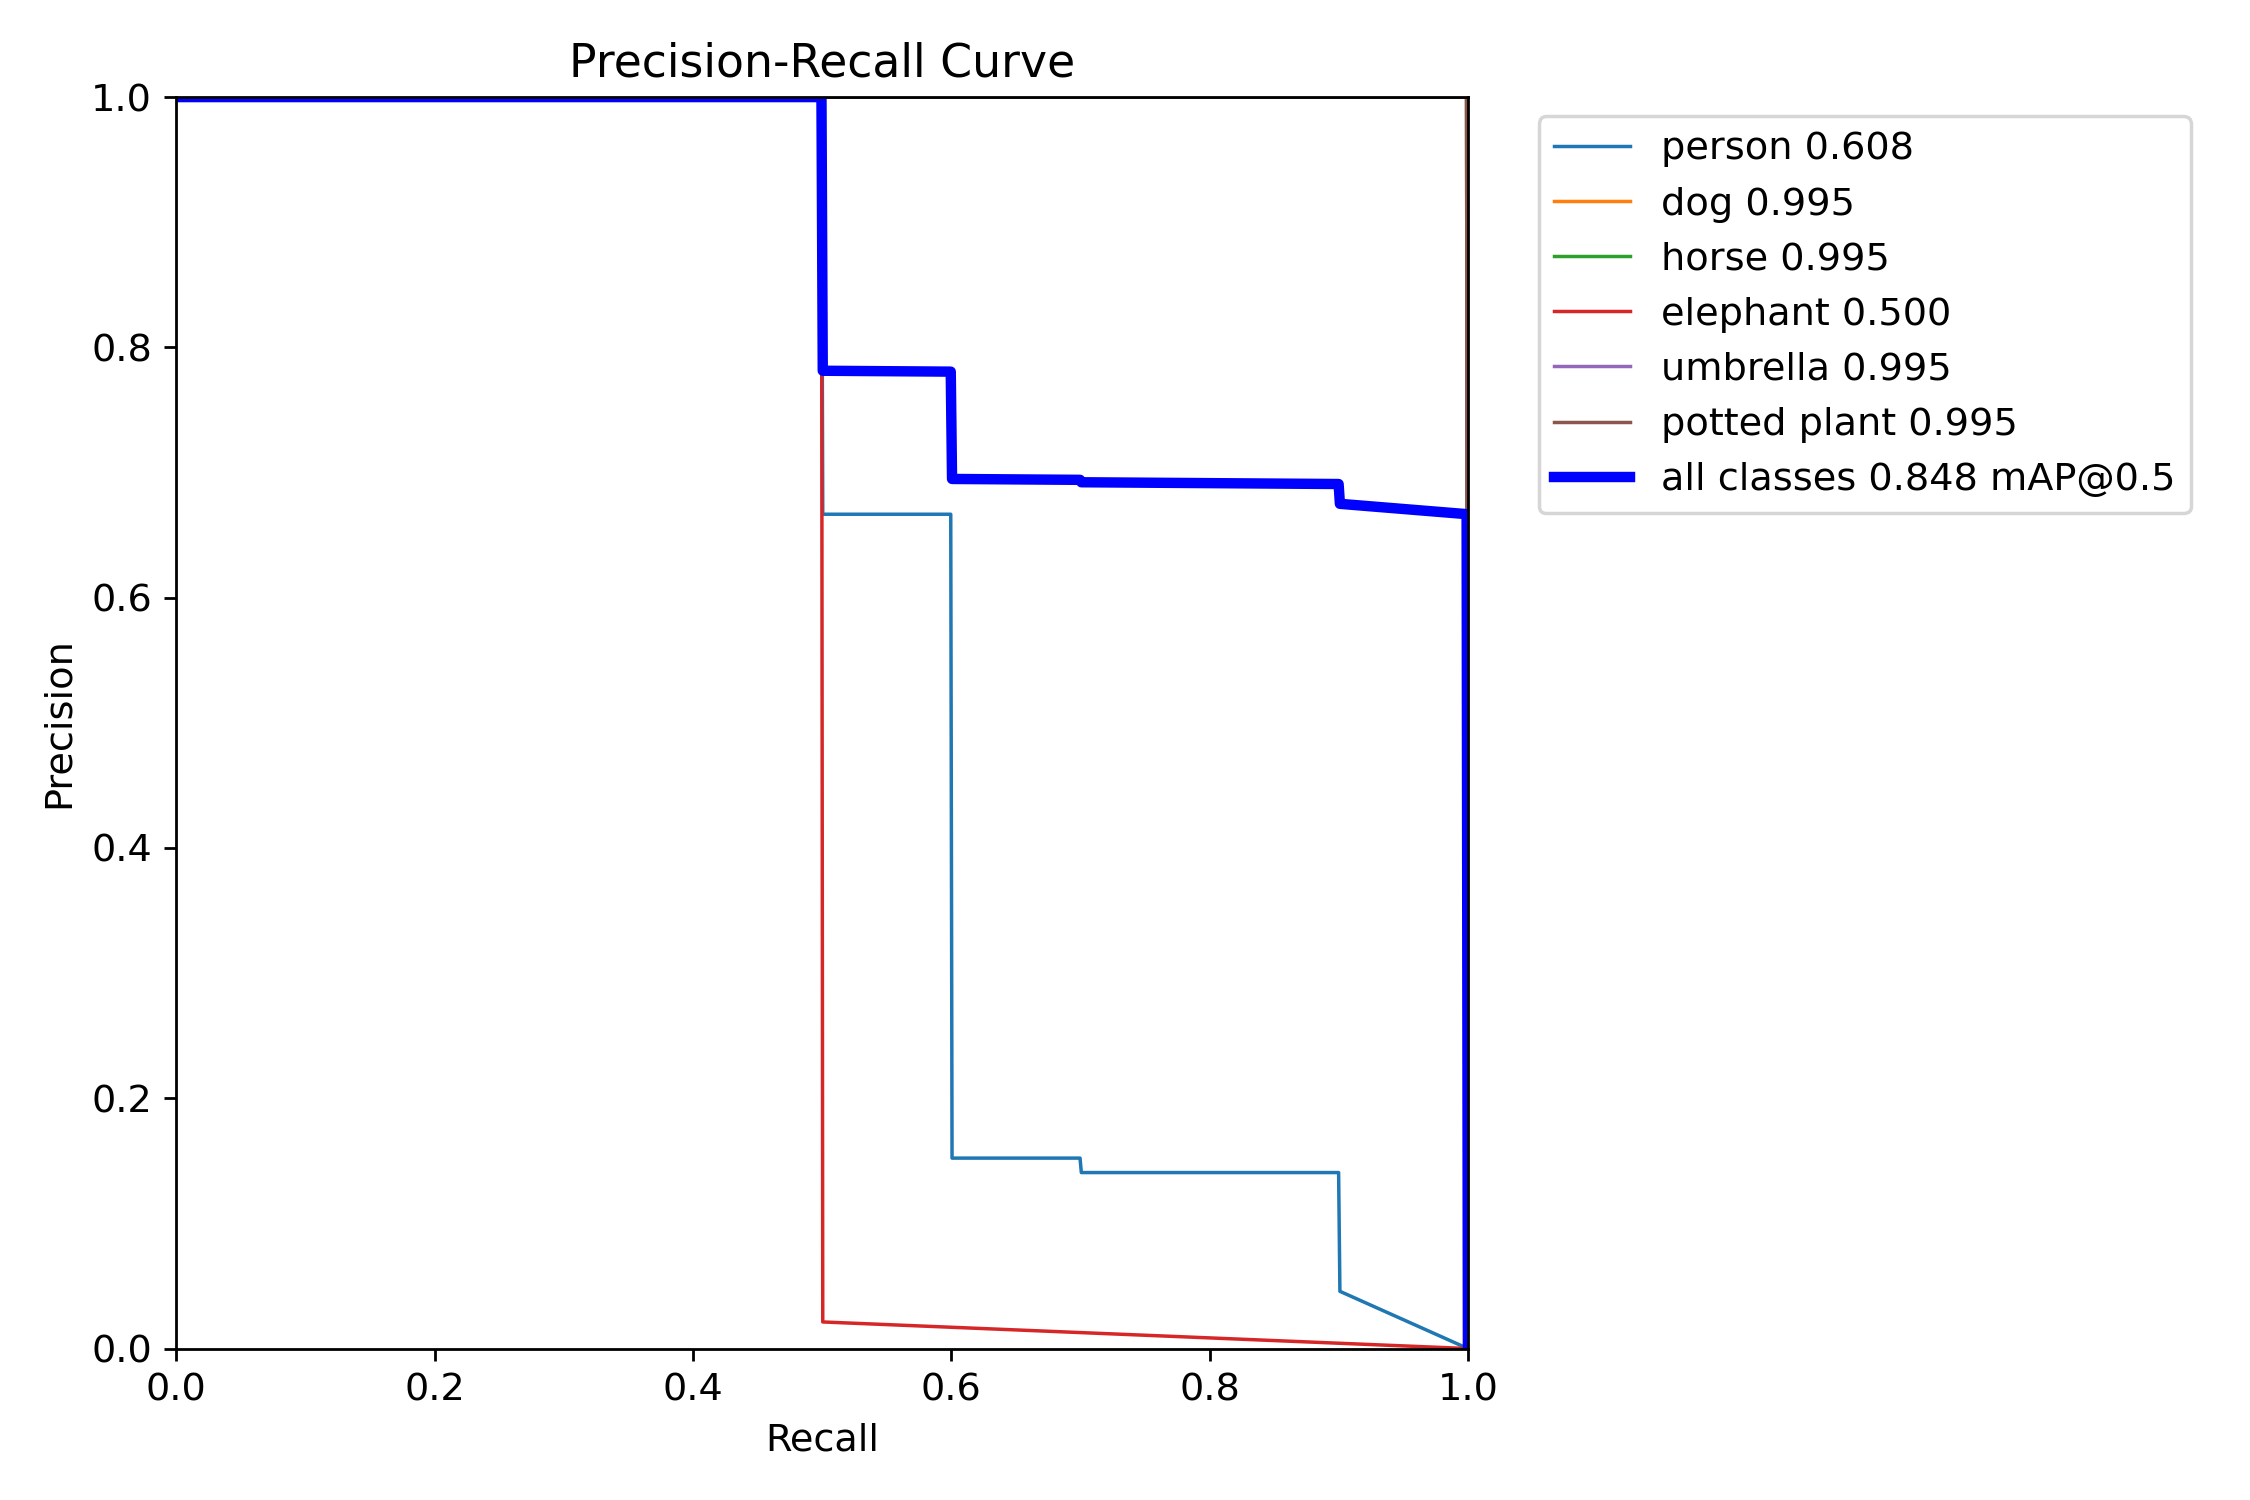 Precision-Recall Curve
1.0
0.8
0.6
0.4
0.2
0.0
Precision
0.0 0.2 0.4 0.6 0.8 1.0
Recall
person 0.608
dog 0.995
horse 0.995
elephant 0.500
umbrella 0.995
potted plant 0.995
all classes 0.848 mAP@0.5